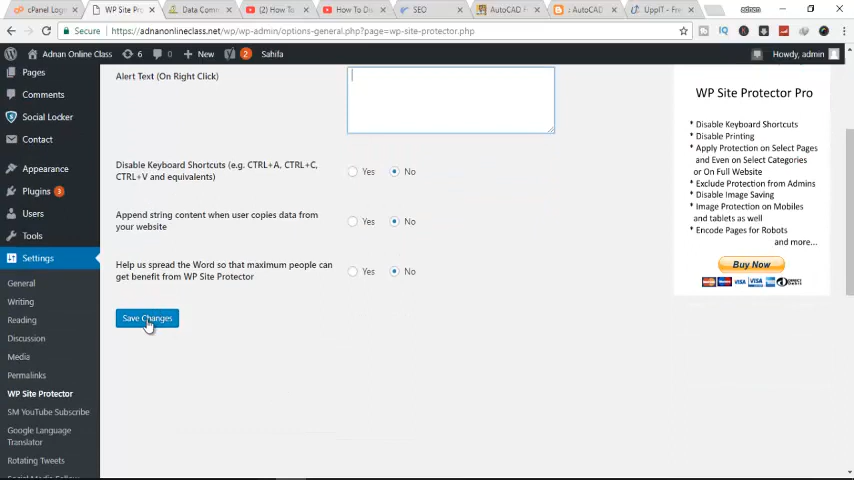 cPanel Login
WP Site Pro
Data Comm
(2) How To
How To Di
SEO
AutoCAD F
: AutoCAD
UppIT - Fre
adnan
Secure
https://adnanonlineclass.net/wp/wp-admin/options-general.php?page=wp-site-protector.php
Adnan Online Class
6
0
New
2
Sahifa
Howdy, admin
Pages
Comments
Social Locker
Contact
Appearance
Plugins 3
Users
Tools
Settings
General
Writing
Reading
Discussion
Media
Permalinks
WP Site Protector
SM YouTube Subscribe
Google Language
Translator
Rotating Tweets
Alert Text (On Right Click)
Disable Keyboard Shortcuts (e.g. CTRL+A, CTRL+C,
CTRL+V and equivalents)
Yes
No
Append string content when user copies data from
your website
Yes
No
Help us spread the Word so that maximum people can
get benefit from WP Site Protector
Yes
No
Save Changes
WP Site Protector Pro
* Disable Keyboard Shortcuts
* Disable Printing
* Apply Protection on Select Pages
and Even on Select Categories
or On Full Website
* Exclude Protection from Admins
* Disable Image Saving
* Image Protection on Mobiles
and tablets as well
* Encode Pages for Robots
and more...
Buy Now